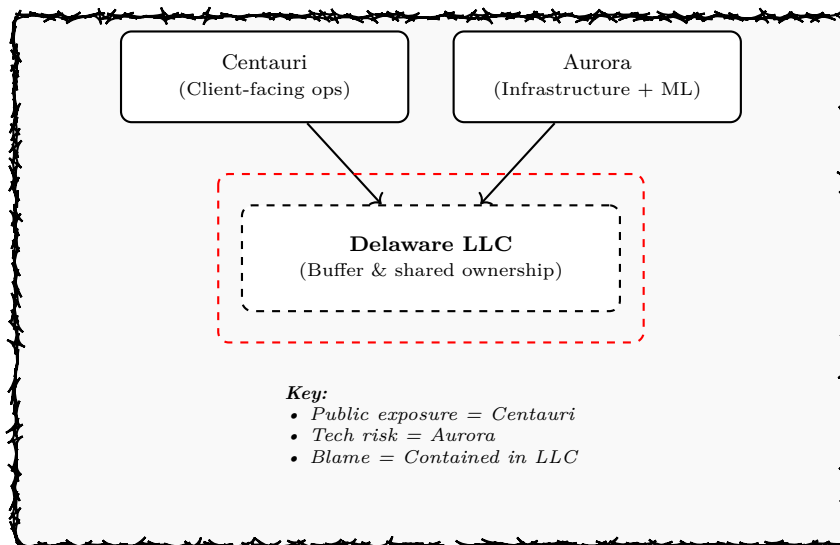 Centauri
(Client-facing ops)
Aurora
(Infrastructure + ML)
Delaware LLC
(Buffer & shared ownership)
Key:
• Public exposure = Centauri
• Tech risk = Aurora
• Blame = Contained in LLC